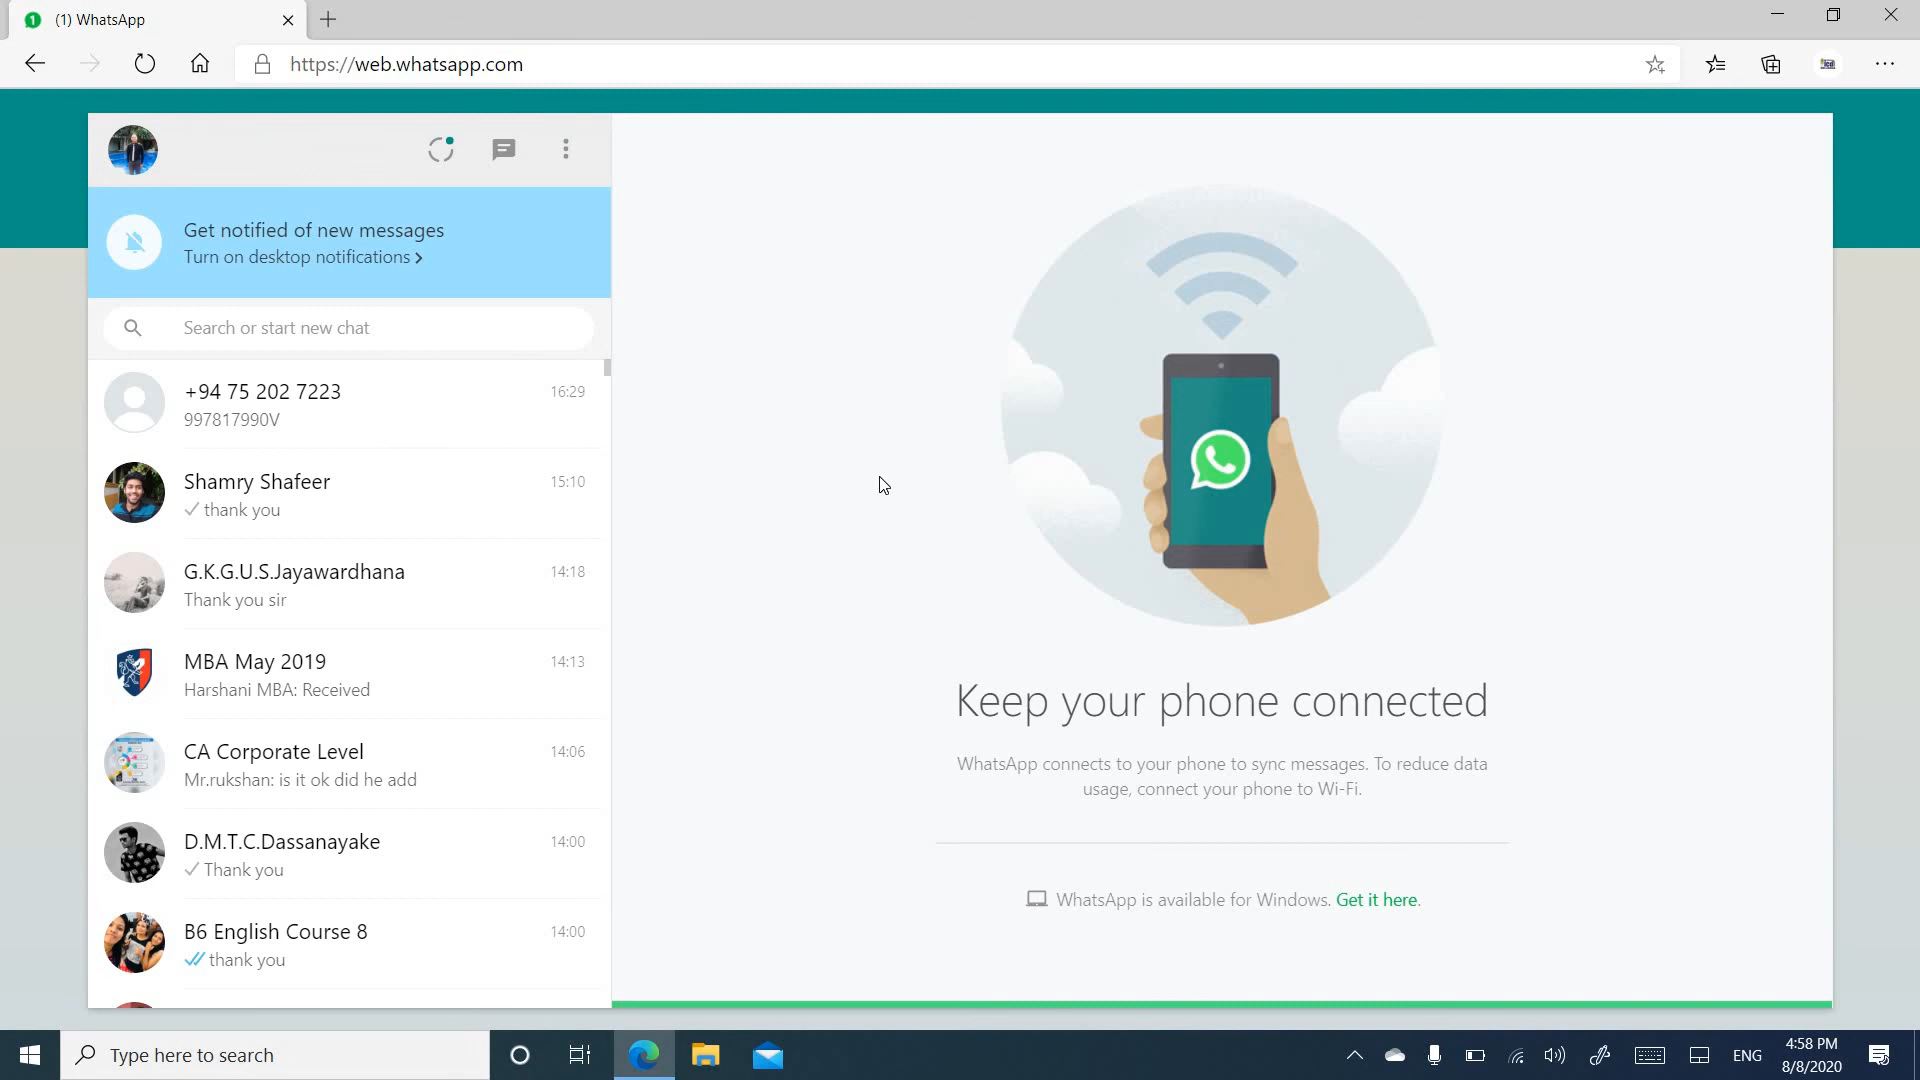 (1) WhatsApp
https://web.whatsapp.com
Get notified of new messages
Turn on desktop notifications
Search or start new chat
+94 75 202 7223 16:29
997817990V
Shamry Shafeer 15:10
thank you
G.K.G.U.S.Jayawardhana 14:18
Thank you sir
MBA May 2019 14:13
Harshani MBA: Received
CA Corporate Level 14:06
Mr.rukshan: is it ok did he add
D.M.T.C.Dassanayake 14:00
Thank you
B6 English Course 8 14:00
thank you
Keep your phone connected
WhatsApp connects to your phone to sync messages. To reduce data
usage, connect your phone to Wi-Fi.
WhatsApp is available for Windows. Get it here.
Type here to search
ENG
4:58 PM
8/8/2020